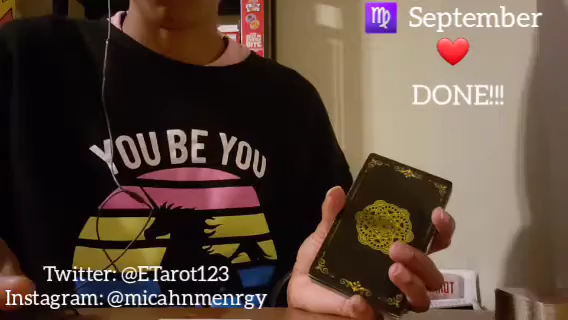 ♍ September
❤️
DONE!!!
YOU BE YOU
Twitter: @ETarot123
Instagram: @micahnmenrgy